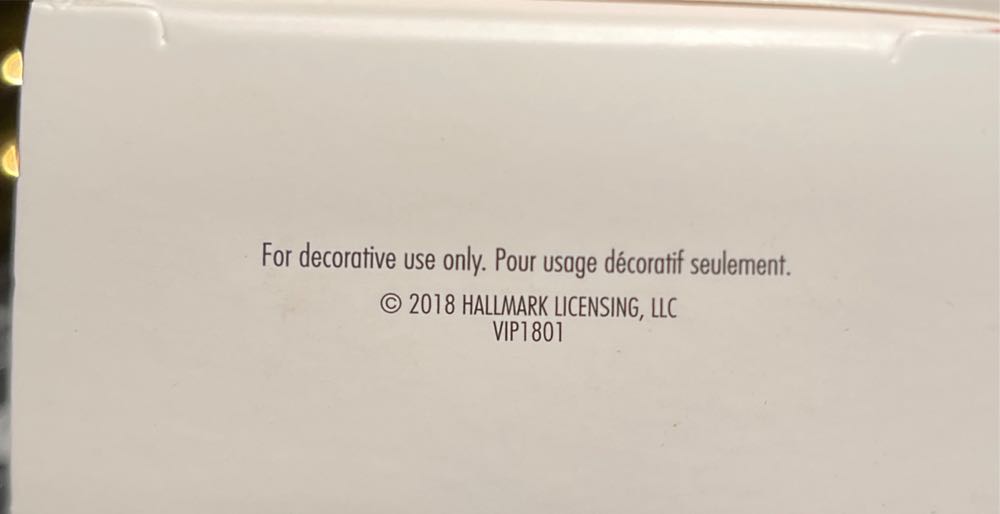 For decorative use only. Pour usage décoratif seulement.
© 2018 HALLMARK LICENSING, LLC
VIP1801